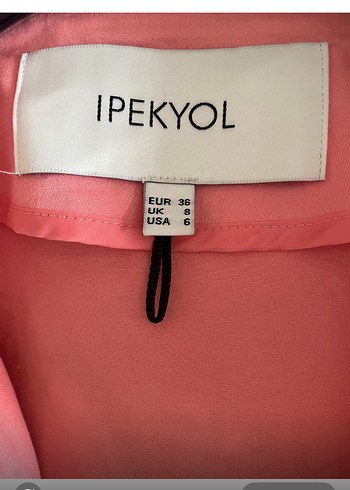 IPEKYOL
EUR 36
UK 8
USA 6